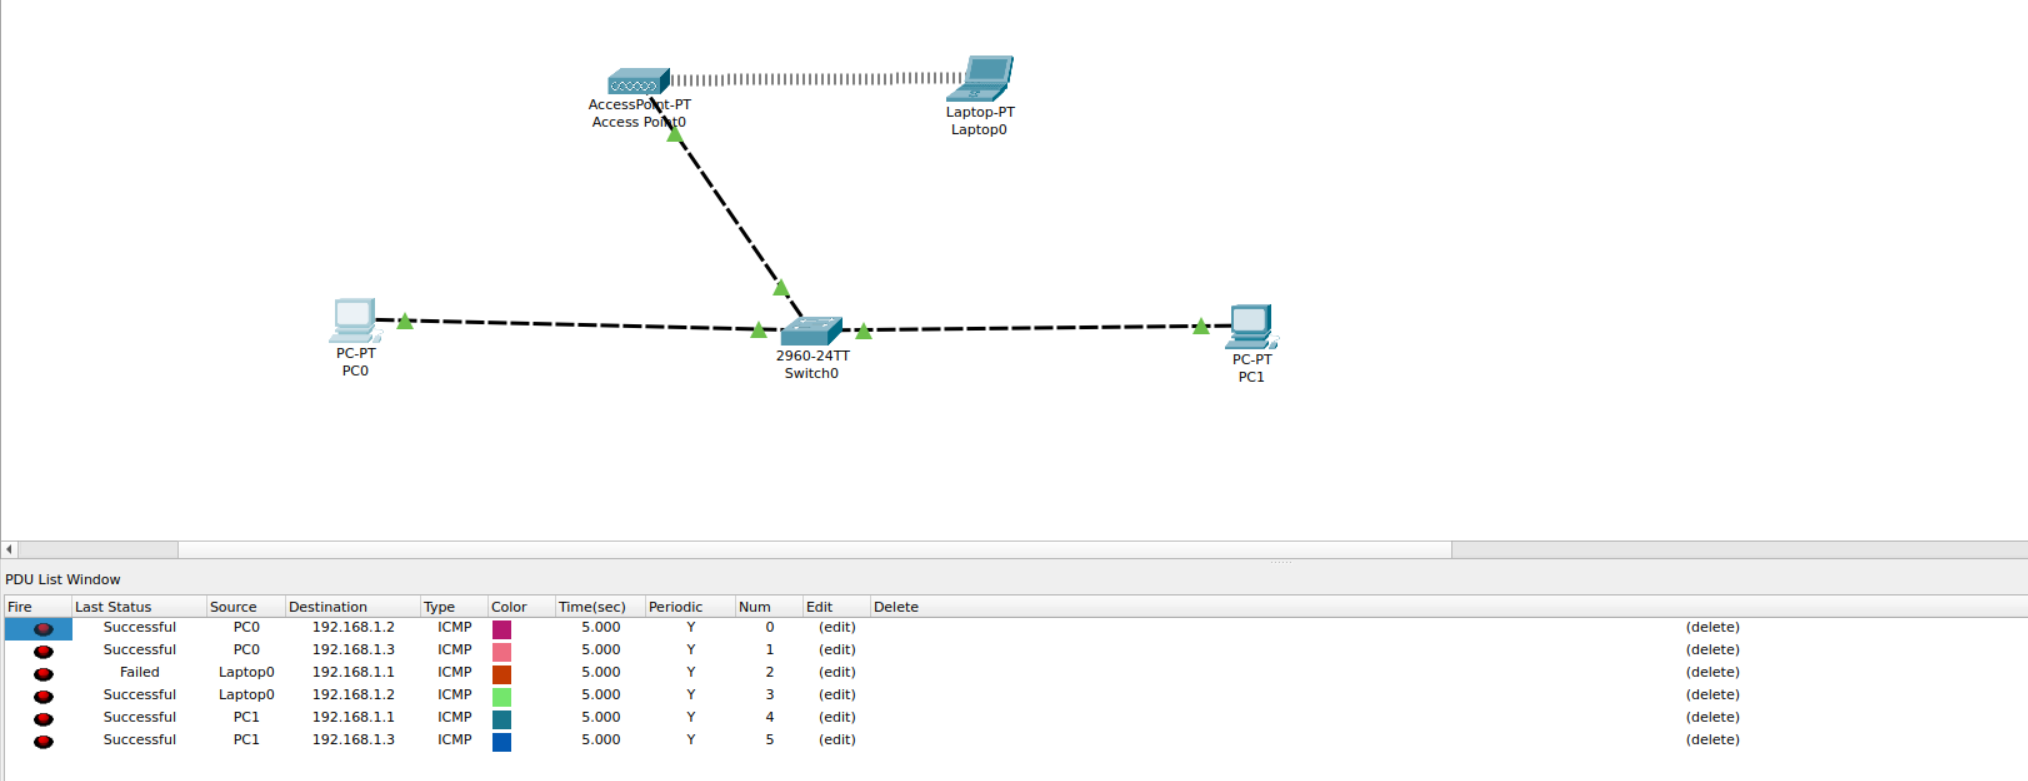 AccessPoint-PT
Access Point0
Laptop-PT
Laptop0
PC-PT
PC0
2960-24TT
Switch0
PC-PT
PC1
PDU List Window
Fire Last Status Source Destination Type Color Time(sec) Periodic Num Edit Delete
Successful PC0 192.168.1.2 ICMP 5.000 Y 0 (edit) (delete)
Successful PC0 192.168.1.3 ICMP 5.000 Y 1 (edit) (delete)
Failed Laptop0 192.168.1.1 ICMP 5.000 Y 2 (edit) (delete)
Successful Laptop0 192.168.1.2 ICMP 5.000 Y 3 (edit) (delete)
Successful PC1 192.168.1.1 ICMP 5.000 Y 4 (edit) (delete)
Successful PC1 192.168.1.3 ICMP 5.000 Y 5 (edit) (delete)